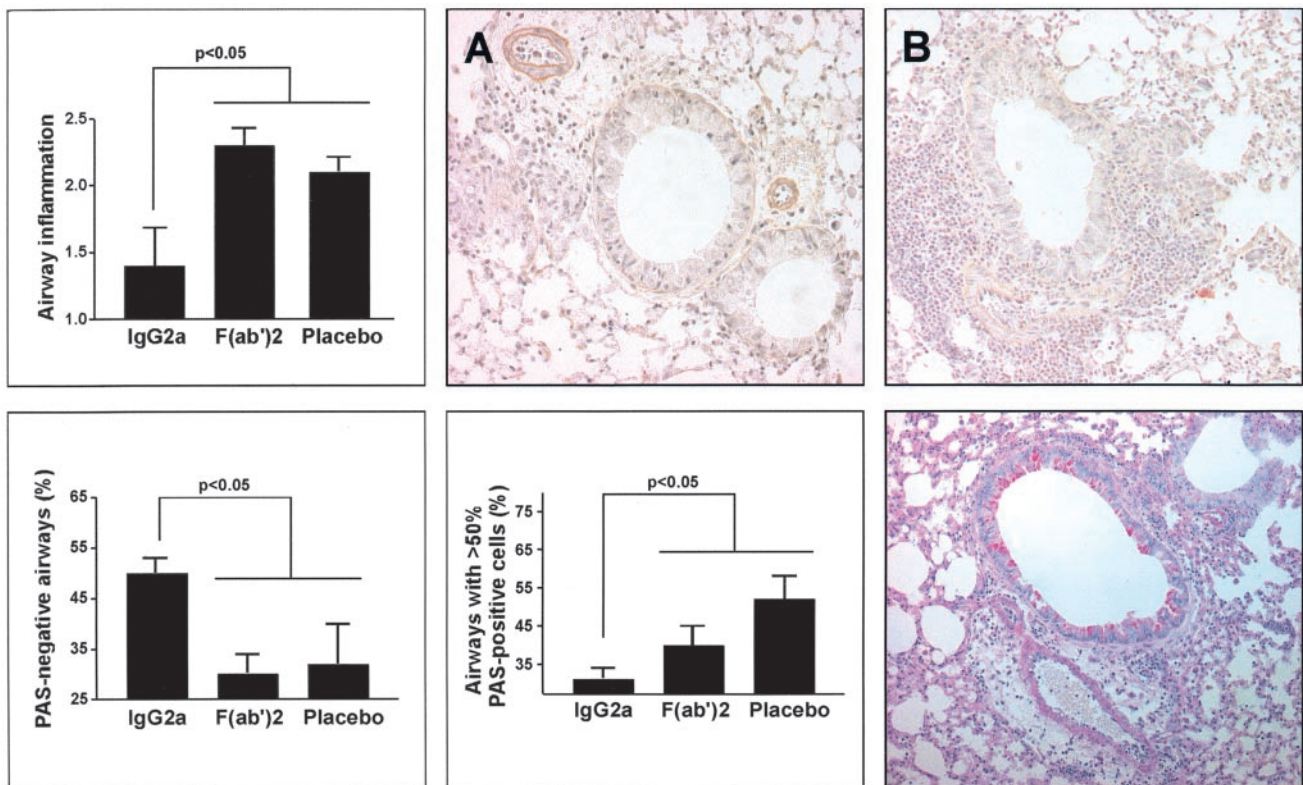 p<0.05
Airway inflammation
2.5
2.0
1.5
1.0
IgG2a F(ab')2 Placebo
A
B
p<0.05
PAS-negative airways (%)
65
55
45
35
25
IgG2a F(ab')2 Placebo
p<0.05
Airways with >50%
PAS-positive cells (%)
75
65
55
45
35
IgG2a F(ab')2 Placebo